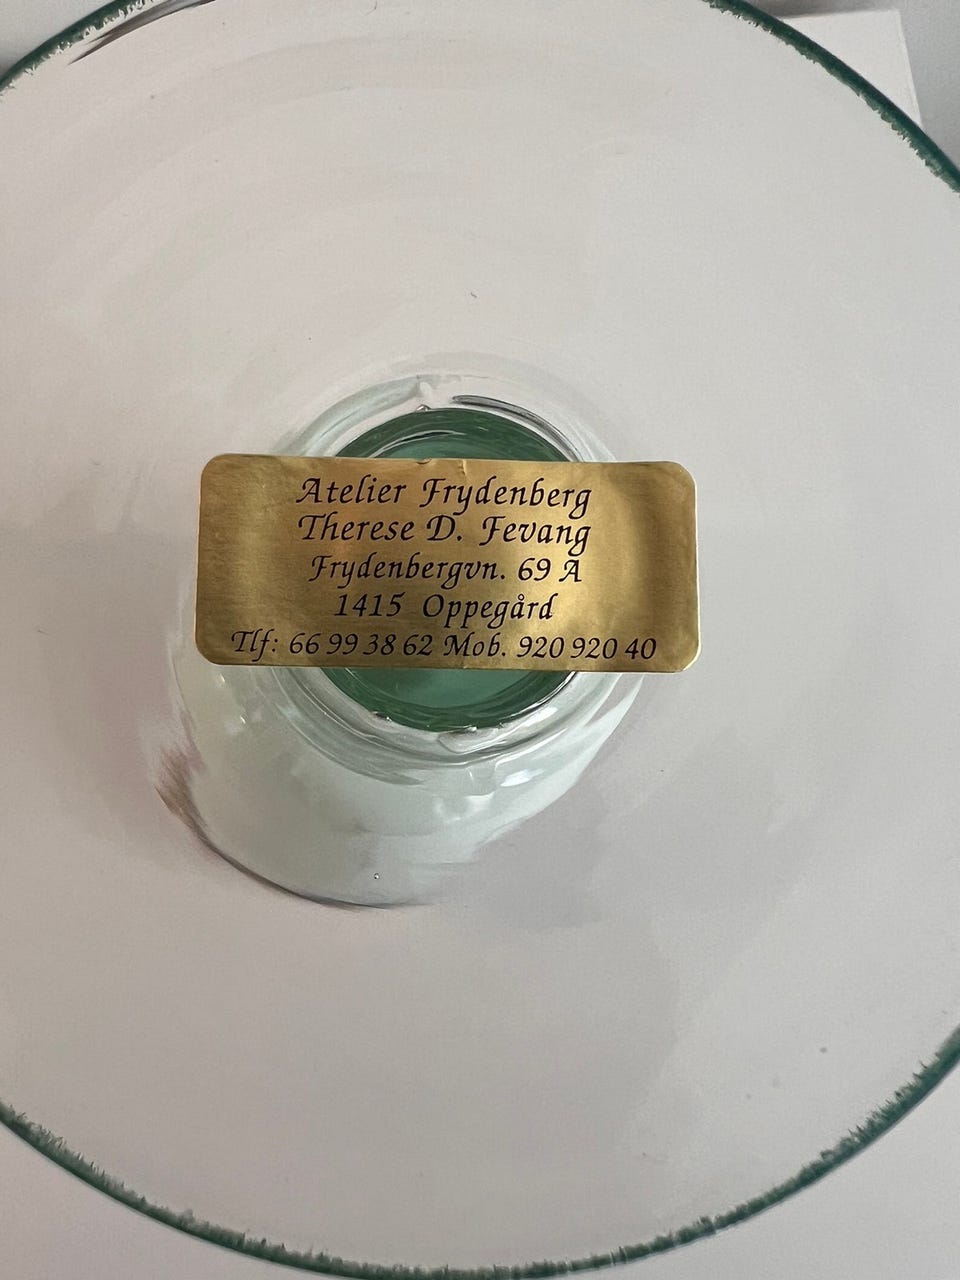 Atelier Frydenberg
Therese D. Fevang
Frydenbergvn. 69 A
1415 Oppegård
Tlf: 66 99 38 62 Mob. 920 920 40